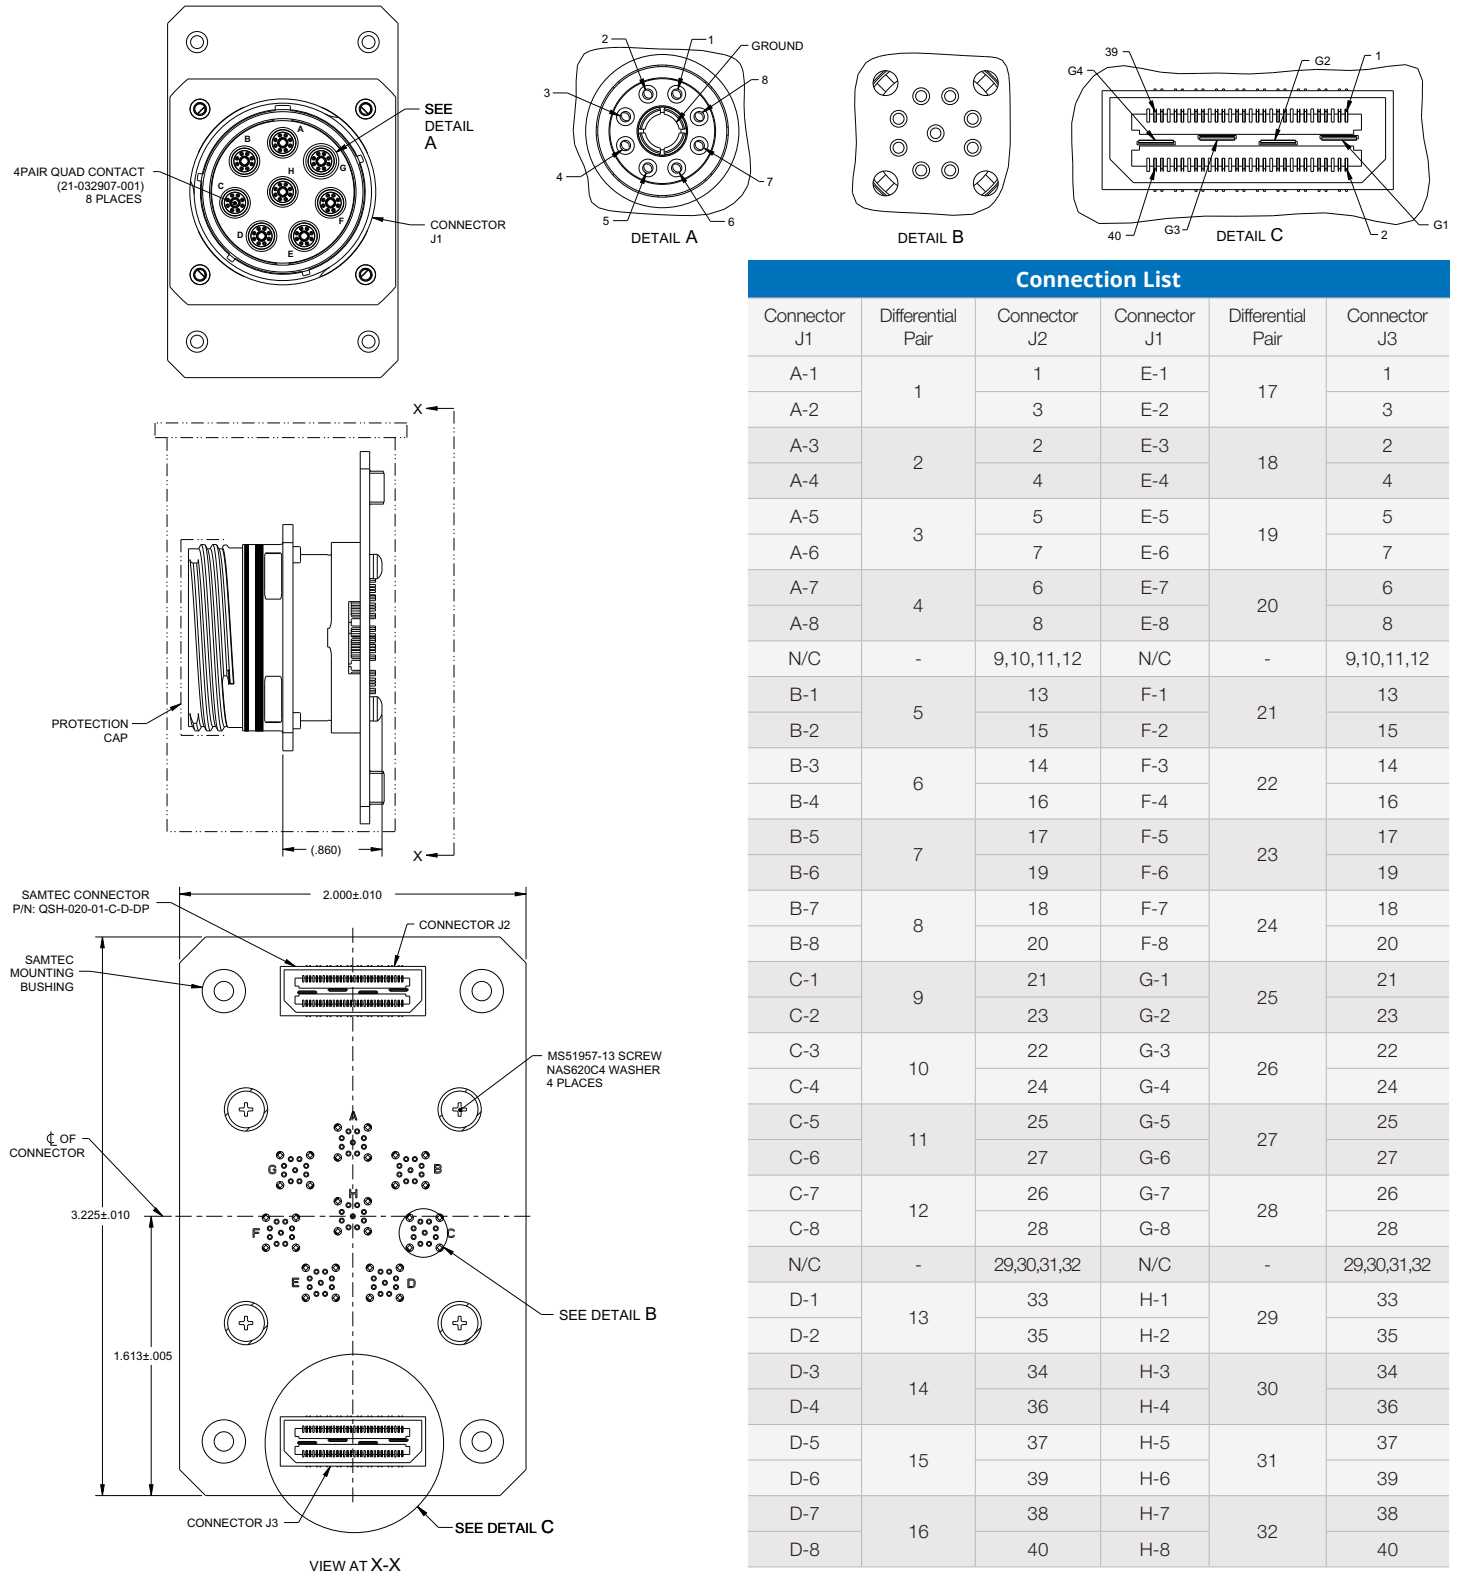 A
B
G
H
C
F
D
E
SEE
DETAIL
A
4PAIR QUAD CONTACT
(21-032907-001)
8 PLACES
CONNECTOR
J1
2
1
GROUND
3
8
4
7
5
6
DETAIL A
DETAIL B
39
1
G4
G2
40
G3
2
G1
DETAIL C
X
PROTECTION
CAP
(.860)
X
SAMTEC CONNECTOR
P/N: QSH-020-01-C-D-DP
2.000±.010
CONNECTOR J2
SAMTEC
MOUNTING
BUSHING
MS51957-13 SCREW
NAS620C4 WASHER
4 PLACES
A
G
B
℄ OF
CONNECTOR
H
3.225±.010
F
C
E
D
SEE DETAIL B
1.613±.005
CONNECTOR J3
SEE DETAIL C
VIEW AT X-X
Connection List
Connector J1 Differential Pair Connector J2 Connector J1 Differential Pair Connector J3
A-1 1 1 E-1 17 1
A-2 3 E-2 3
A-3 2 2 E-3 18 2
A-4 4 E-4 4
A-5 3 5 E-5 19 5
A-6 7 E-6 7
A-7 4 6 E-7 20 6
A-8 8 E-8 8
N/C - 9,10,11,12 N/C - 9,10,11,12
B-1 5 13 F-1 21 13
B-2 15 F-2 15
B-3 6 14 F-3 22 14
B-4 16 F-4 16
B-5 7 17 F-5 23 17
B-6 19 F-6 19
B-7 8 18 F-7 24 18
B-8 20 F-8 20
C-1 9 21 G-1 25 21
C-2 23 G-2 23
C-3 10 22 G-3 26 22
C-4 24 G-4 24
C-5 11 25 G-5 27 25
C-6 27 G-6 27
C-7 12 26 G-7 28 26
C-8 28 G-8 28
N/C - 29,30,31,32 N/C - 29,30,31,32
D-1 13 33 H-1 29 33
D-2 35 H-2 35
D-3 14 34 H-3 30 34
D-4 36 H-4 36
D-5 15 37 H-5 31 37
D-6 39 H-6 39
D-7 16 38 H-7 32 38
D-8 40 H-8 40